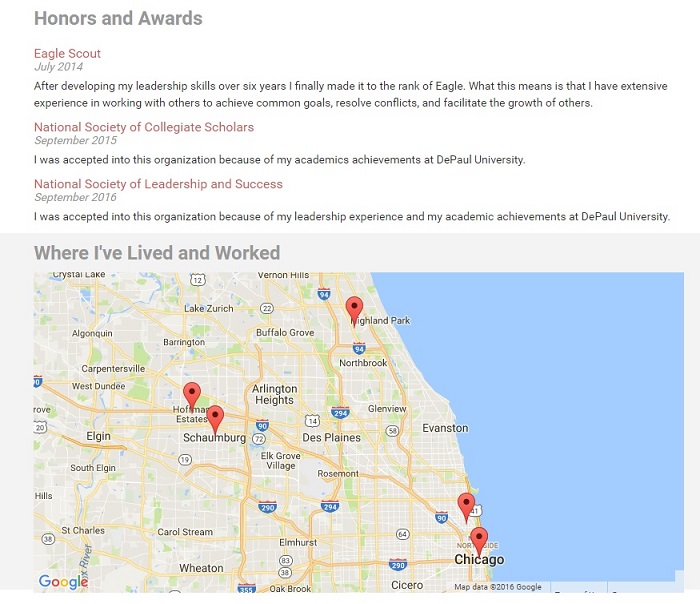 Honors and Awards
Eagle Scout
July 2014
After developing my leadership skills over six years I finally made it to the rank of Eagle. What this means is that I have extensive
experience in working with others to achieve common goals, resolve conflicts, and facilitate the growth of others.
National Society of Collegiate Scholars
September 2015
I was accepted into this organization because of my academics achievements at DePaul University.
National Society of Leadership and Success
September 2016
I was accepted into this organization because of my leadership experience and my academic achievements at DePaul University.
Where I've Lived and Worked
Crystal Lake
12
Vernon Hills
94
Lake Zurich
22
Highland Park
Algonquin
Buffalo Grove
Barrington
94
Northbrook
Carpentersville
West Dundee
90
Arlington
Heights
Hoffman
Estates
294
Glenview
20
14
Evanston
90
58
Elgin
Schaumburg
72
Des Plaines
19
Elk Grove
Village
South Elgin
Rosemont
Hills
290
294
90
41
St Charles
38
Carol Stream
64
Elmhurst
Chicago
83
38
290
Wheaton
Google
355
Oak Brook
Cicero
Map data ©2016 Google